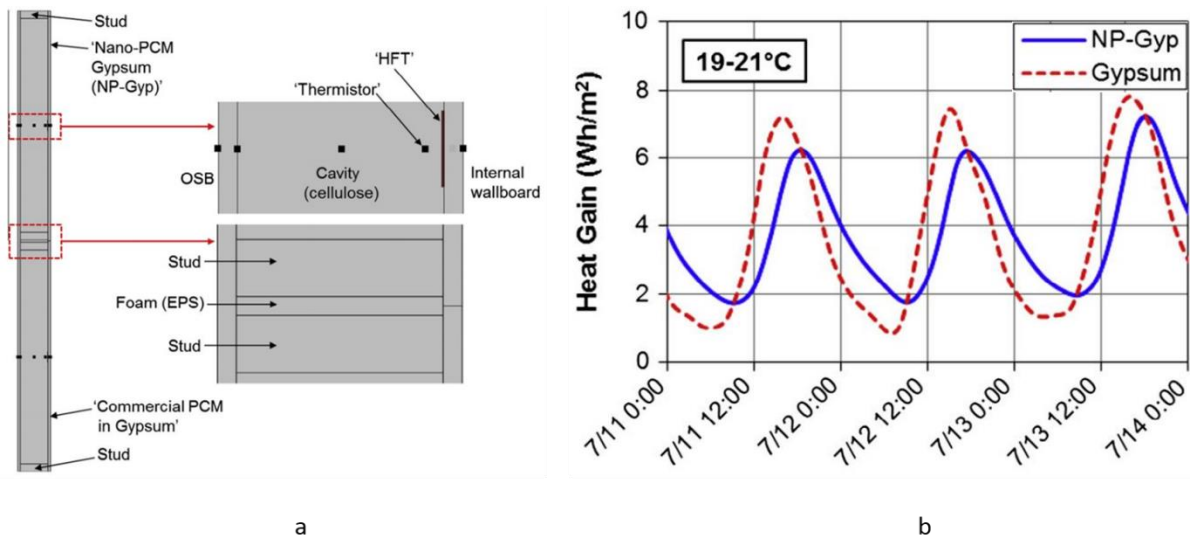 Stud
'Nano-PCM
Gypsum
(NP-Gyp)'
'HFT'
'Thermistor'
OSB
Cavity
(cellulose)
Internal
wallboard
Stud
Foam (EPS)
Stud
'Commercial PCM
in Gypsum'
Stud
a
Heat Gain (Wh/m²)
10
8
6
4
2
0
19-21°C
NP-Gyp
Gypsum
7/11 0:00
7/11 12:00
7/12 0:00
7/12 12:00
7/13 0:00
7/13 12:00
7/14 0:00
b